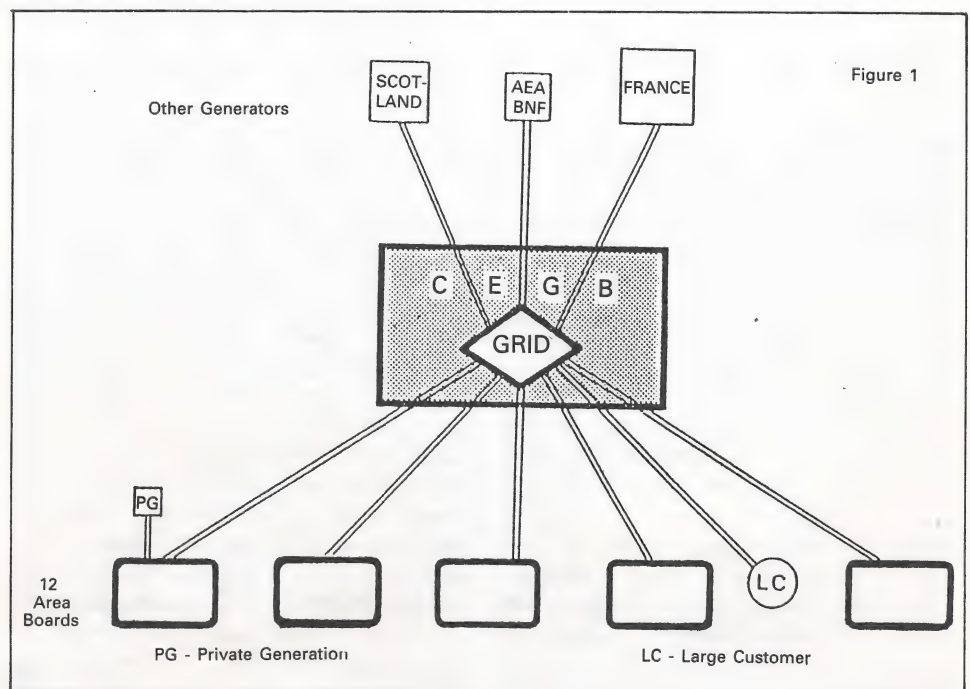 Figure 1
Other Generators
SCOT-
LAND
AEA
BNF
FRANCE
C E G B
GRID
PG
LC
12
Area
Boards
PG - Private Generation
LC - Large Customer